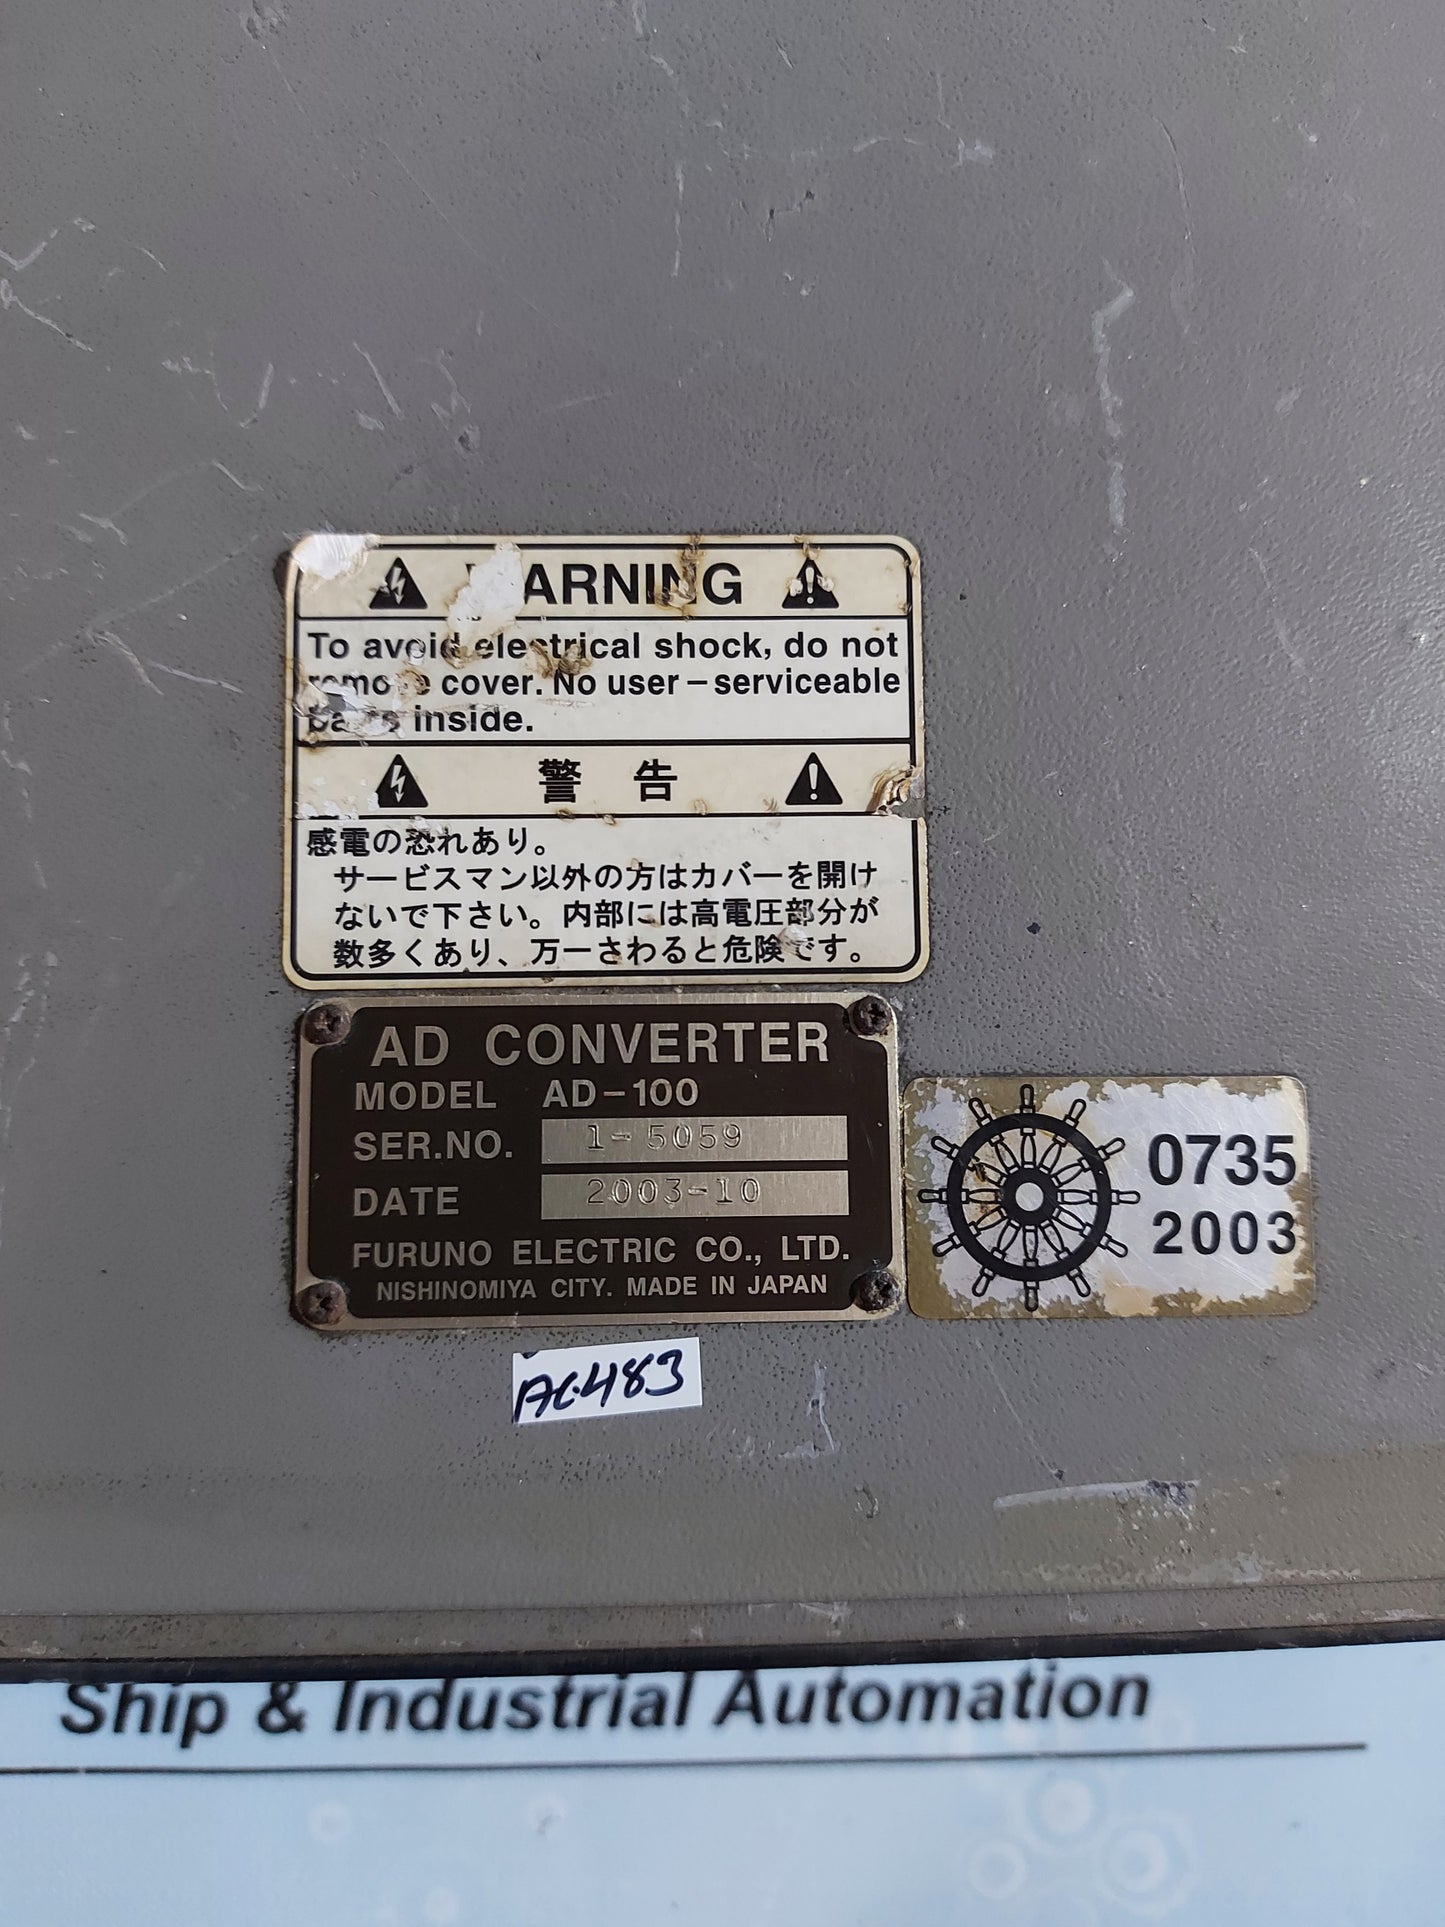 WARNING
To avoid electrical shock, do not
remove cover. No user-serviceable
parts inside.
警 告
感電の恐れあり。
サービスマン以外の方はカバーを開け
ないで下さい。内部には高電圧部分が
数多くあり、万一さわると危険です。
AD CONVERTER
MODEL AD-100
SER.NO. 1-5059
DATE 2003-10
FURUNO ELECTRIC CO., LTD.
NISHINOMIYA CITY. MADE IN JAPAN
0735
2003
AC-483
Ship & Industrial Automation